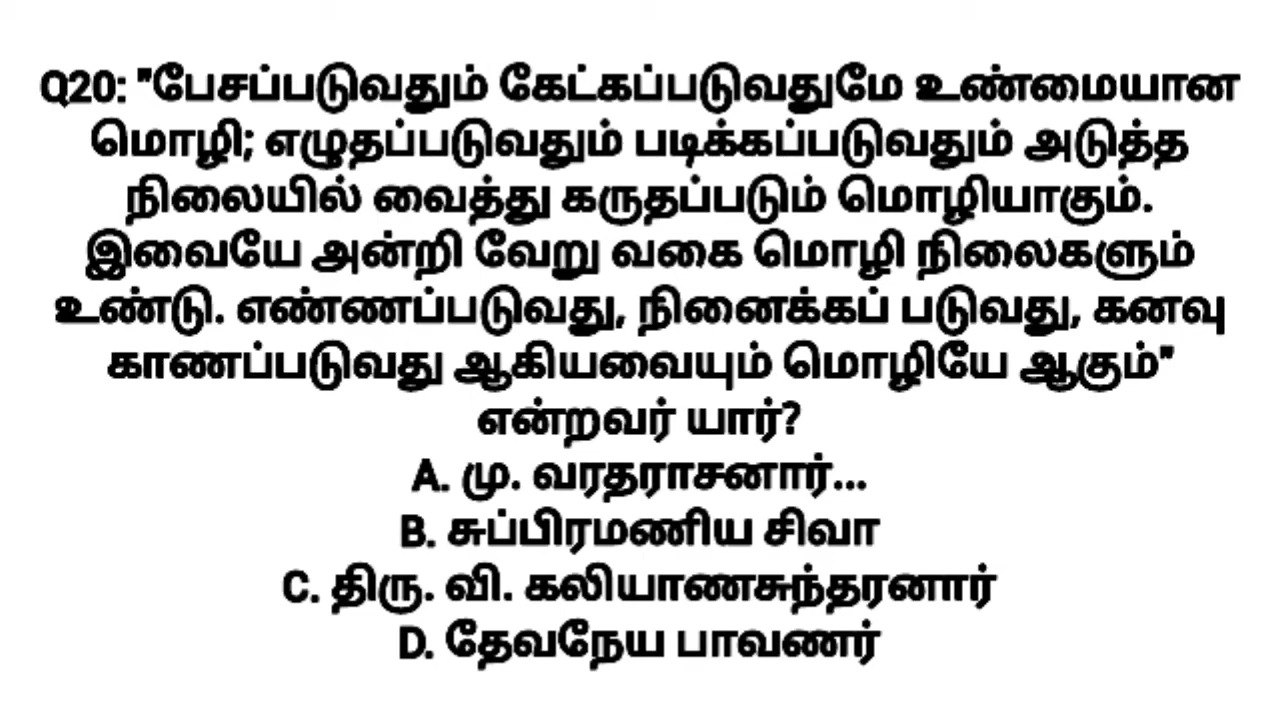 Q20: "பேசப்படுவதும் கேட்கப்படுவதுமே உண்மையான
மொழி; எழுதப்படுவதும் படிக்கப்படுவதும் அடுத்த
நிலையில் வைத்து கருதப்படும் மொழியாகும்.
இவையே அன்றி வேறு வகை மொழி நிலைகளும்
உண்டு. எண்ணப்படுவது, நினைக்கப் படுவது, கனவு
காணப்படுவது ஆகியவையும் மொழியே ஆகும்"
என்றவர் யார்?
A. மு. வரதராசனார்...
B. சுப்பிரமணிய சிவா
C. திரு. வி. கலியாணசுந்தரனார்
D. தேவநேய பாவணர்